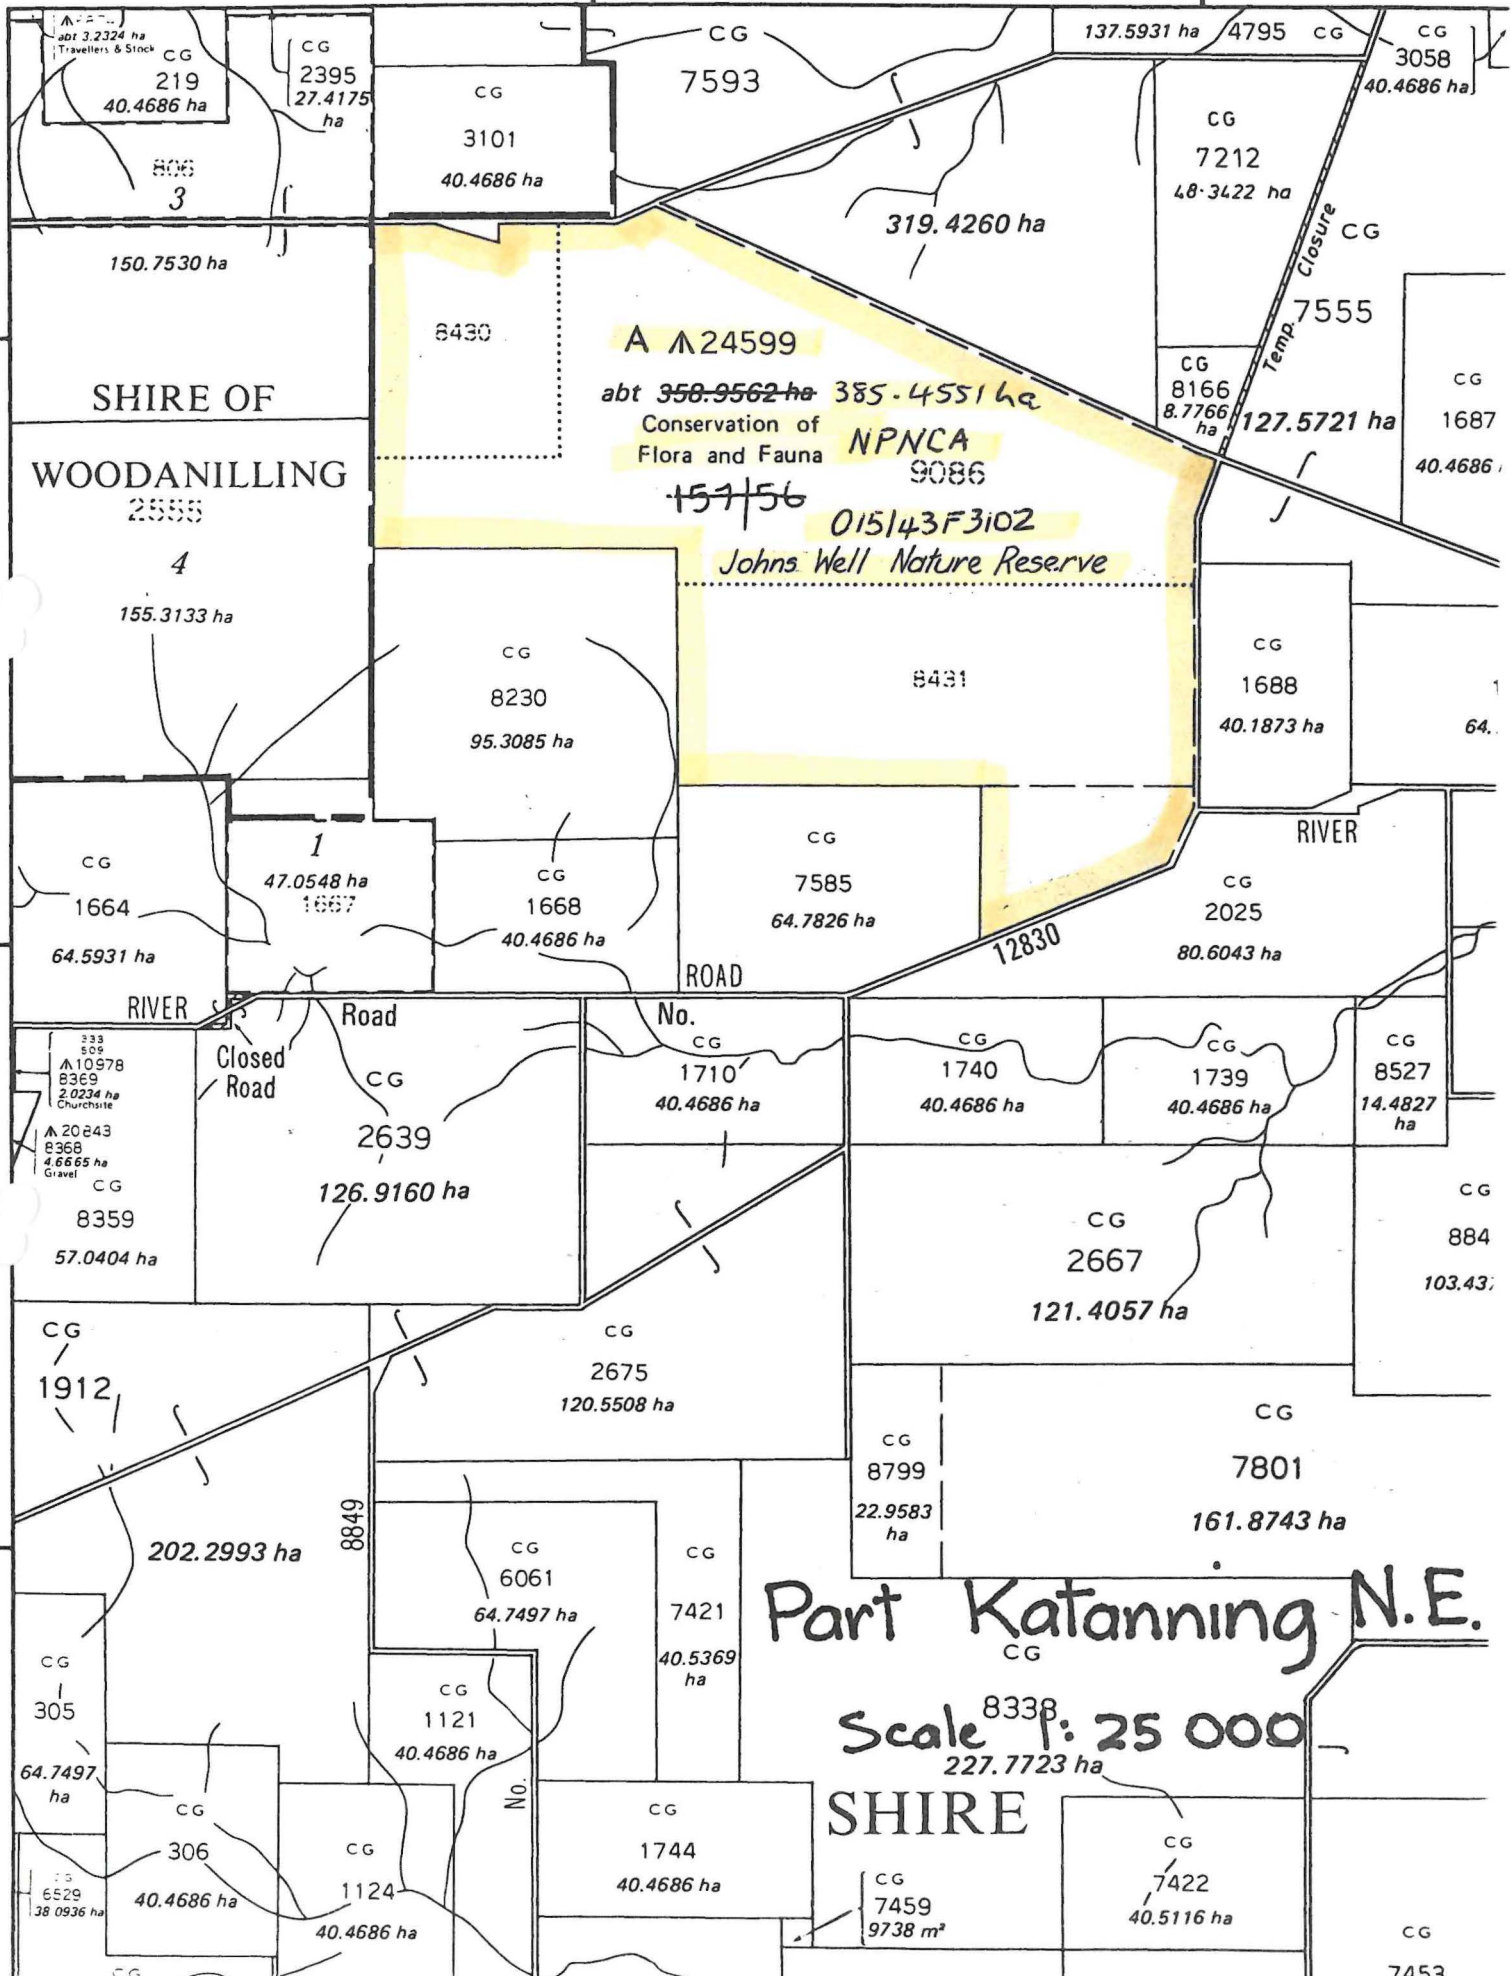 abt 3.2324 ha
Travellers & Stock
CG
219
40.4686 ha
CG
2395
27.4175
ha
806
3
CG
3101
40.4686 ha
CG
7593
137.5931 ha
4795
CG
CG
3058
40.4686 ha
CG
7212
48.3422 ha
319.4260 ha
Temp. Closure
CG
7555
127.5721 ha
CG
8166
8.7766
ha
CG
1687
40.4686
150.7530 ha
SHIRE OF
WOODANILLING
2555
4
155.3133 ha
8430
A 24599
abt 358.9562 ha 385.4551 ha
Conservation of
Flora and Fauna
NPNCA
9086
157/56
015143F3i02
Johns Well Nature Reserve
8431
CG
8230
95.3085 ha
CG
1688
40.1873 ha
64.
CG
1664
64.5931 ha
1
47.0548 ha
1667
CG
1668
40.4686 ha
CG
7585
64.7826 ha
RIVER
CG
2025
80.6043 ha
12830
ROAD
RIVER
Road
No.
Closed
Road
333
509
10978
8369
2.0234 ha
Churchsite
20843
8368
4.6665 ha
Gravel
CG
8359
57.0404 ha
CG
2639
126.9160 ha
CG
1710
40.4686 ha
CG
1740
40.4686 ha
CG
1739
40.4686 ha
CG
8527
14.4827
ha
CG
2667
121.4057 ha
CG
884
103.43
CG
1912
CG
2675
120.5508 ha
CG
8799
22.9583
ha
CG
7801
161.8743 ha
202.2993 ha
8849
No.
CG
6061
64.7497 ha
CG
7421
40.5369
ha
Part Katanning N.E.
CG
8338
Scale 1: 25 000
227.7723 ha
SHIRE
CG
305
64.7497
ha
CG
1121
40.4686 ha
CG
306
40.4686 ha
CG
1124
40.4686 ha
CG
1744
40.4686 ha
CG
7459
9738 m²
CG
7422
40.5116 ha
CG
6529
38.0936 ha
CG
7453
CG